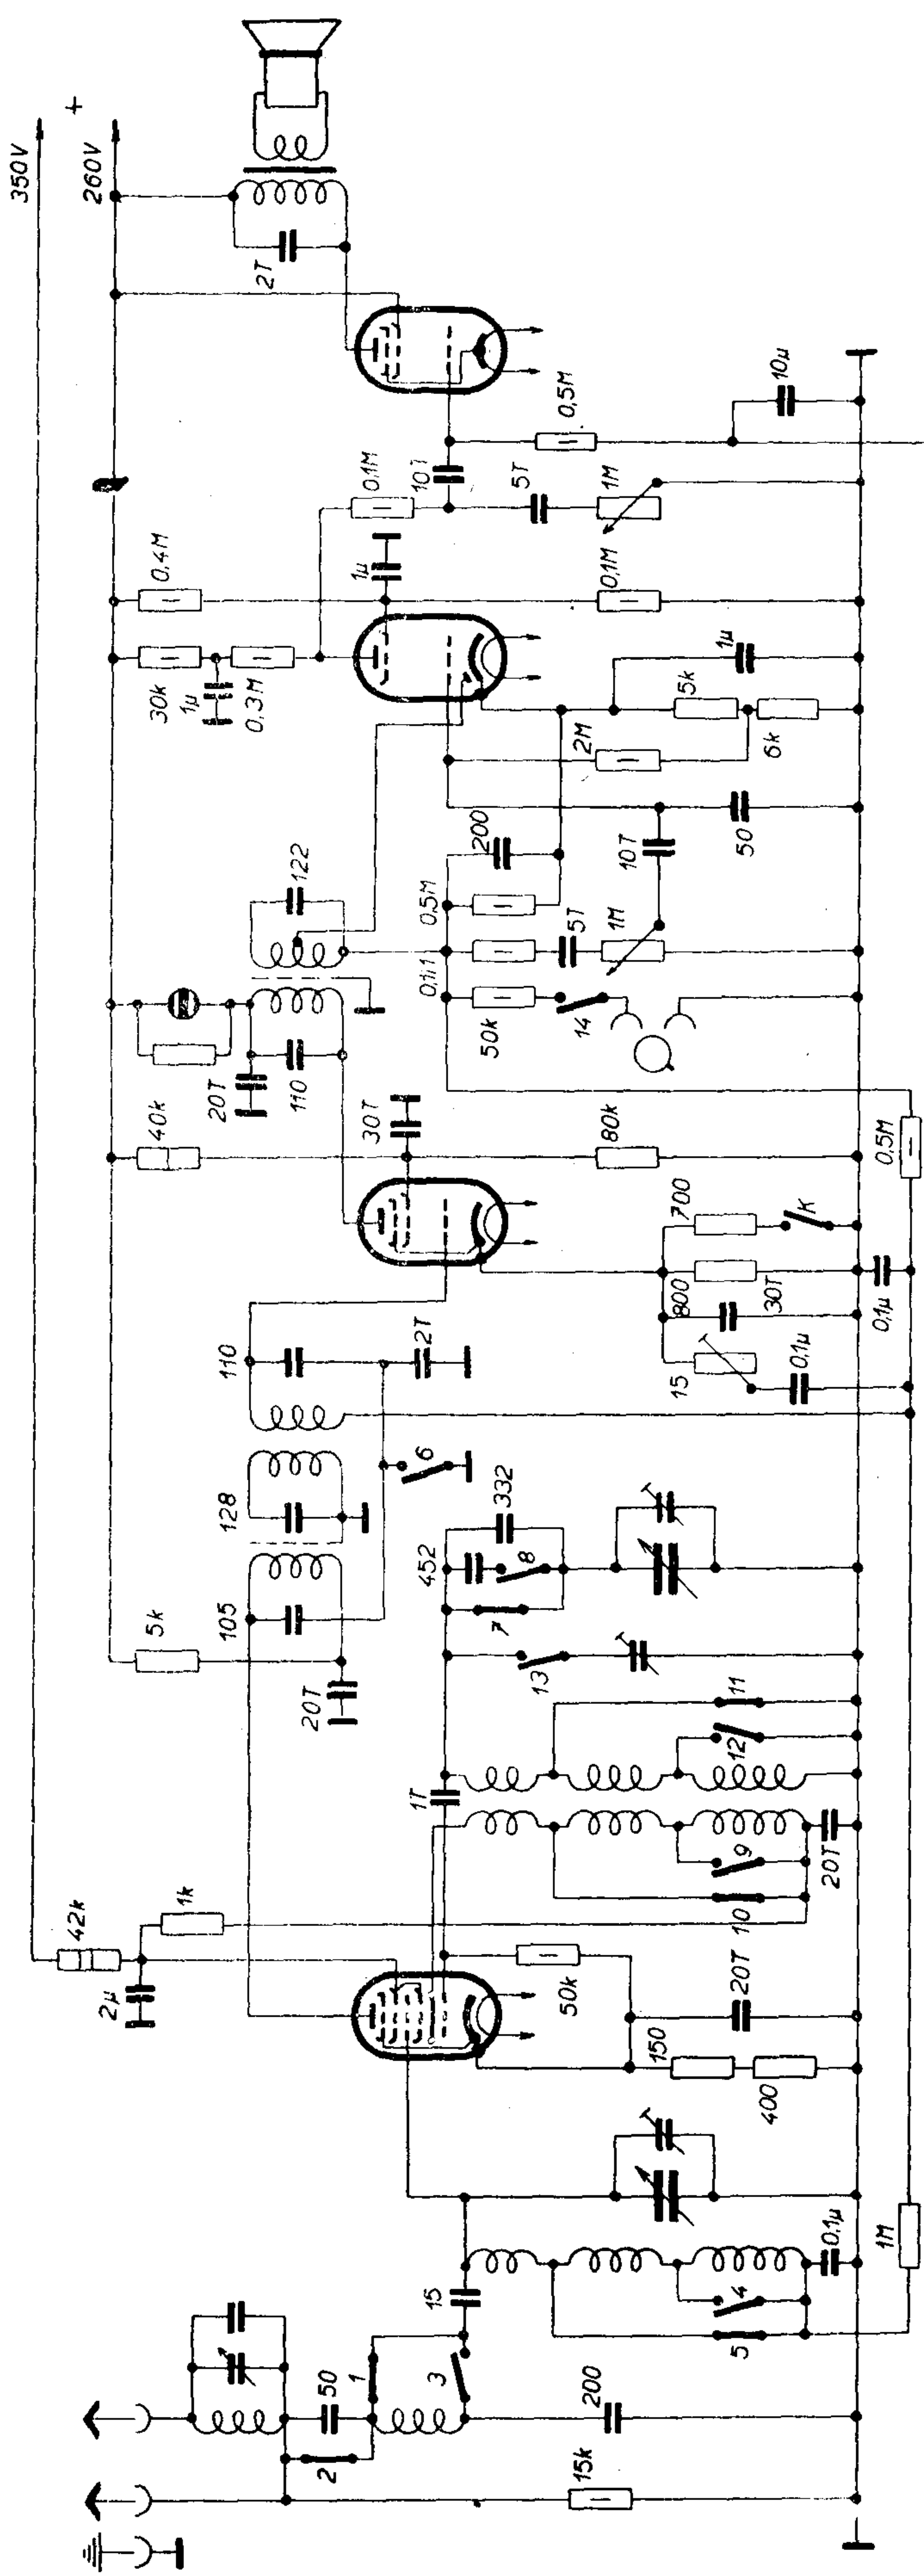 350V
+
260V
2T
0,5M
10µ
0,1M
10T
5T
1M
0,4M
1µ
0,1M
30k
1µ
0,3M
1µ
5k
2M
6k
50
10T
200
122
0,5M
5T
1M
0,1M
50k
14
20T
110
40k
30T
80k
0,5M
700
K
800
30T
0,1µ
15
0,1µ
110
2T
6
128
105
5k
20T
332
452
8
7
13
11
12
1T
9
10
20T
42k
1k
2µ
50k
20T
150
400
0,1µ
1M
15
4
5
50
1
3
2
200
15k